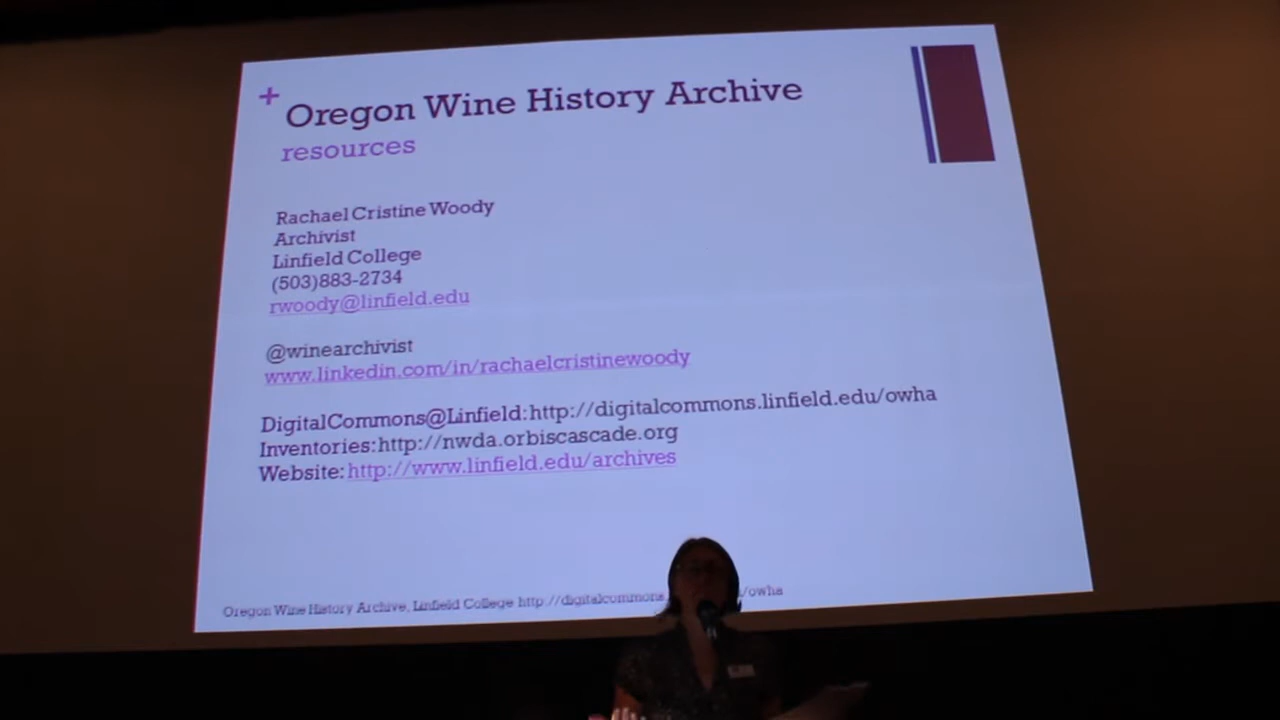 +
Oregon Wine History Archive
resources
Rachael Cristine Woody
Archivist
Linfield College
(503)883-2734
rwoody@linfield.edu
@winearchivist
www.linkedin.com/in/rachaelcristinewoody
DigitalCommons@Linfield:http://digitalcommons.linfield.edu/owha
Inventories:http://nwda.orbiscascade.org
Website:http://www.linfield.edu/archives
Oregon Wine History Archive, Linfield College http://digitalcommons /owha